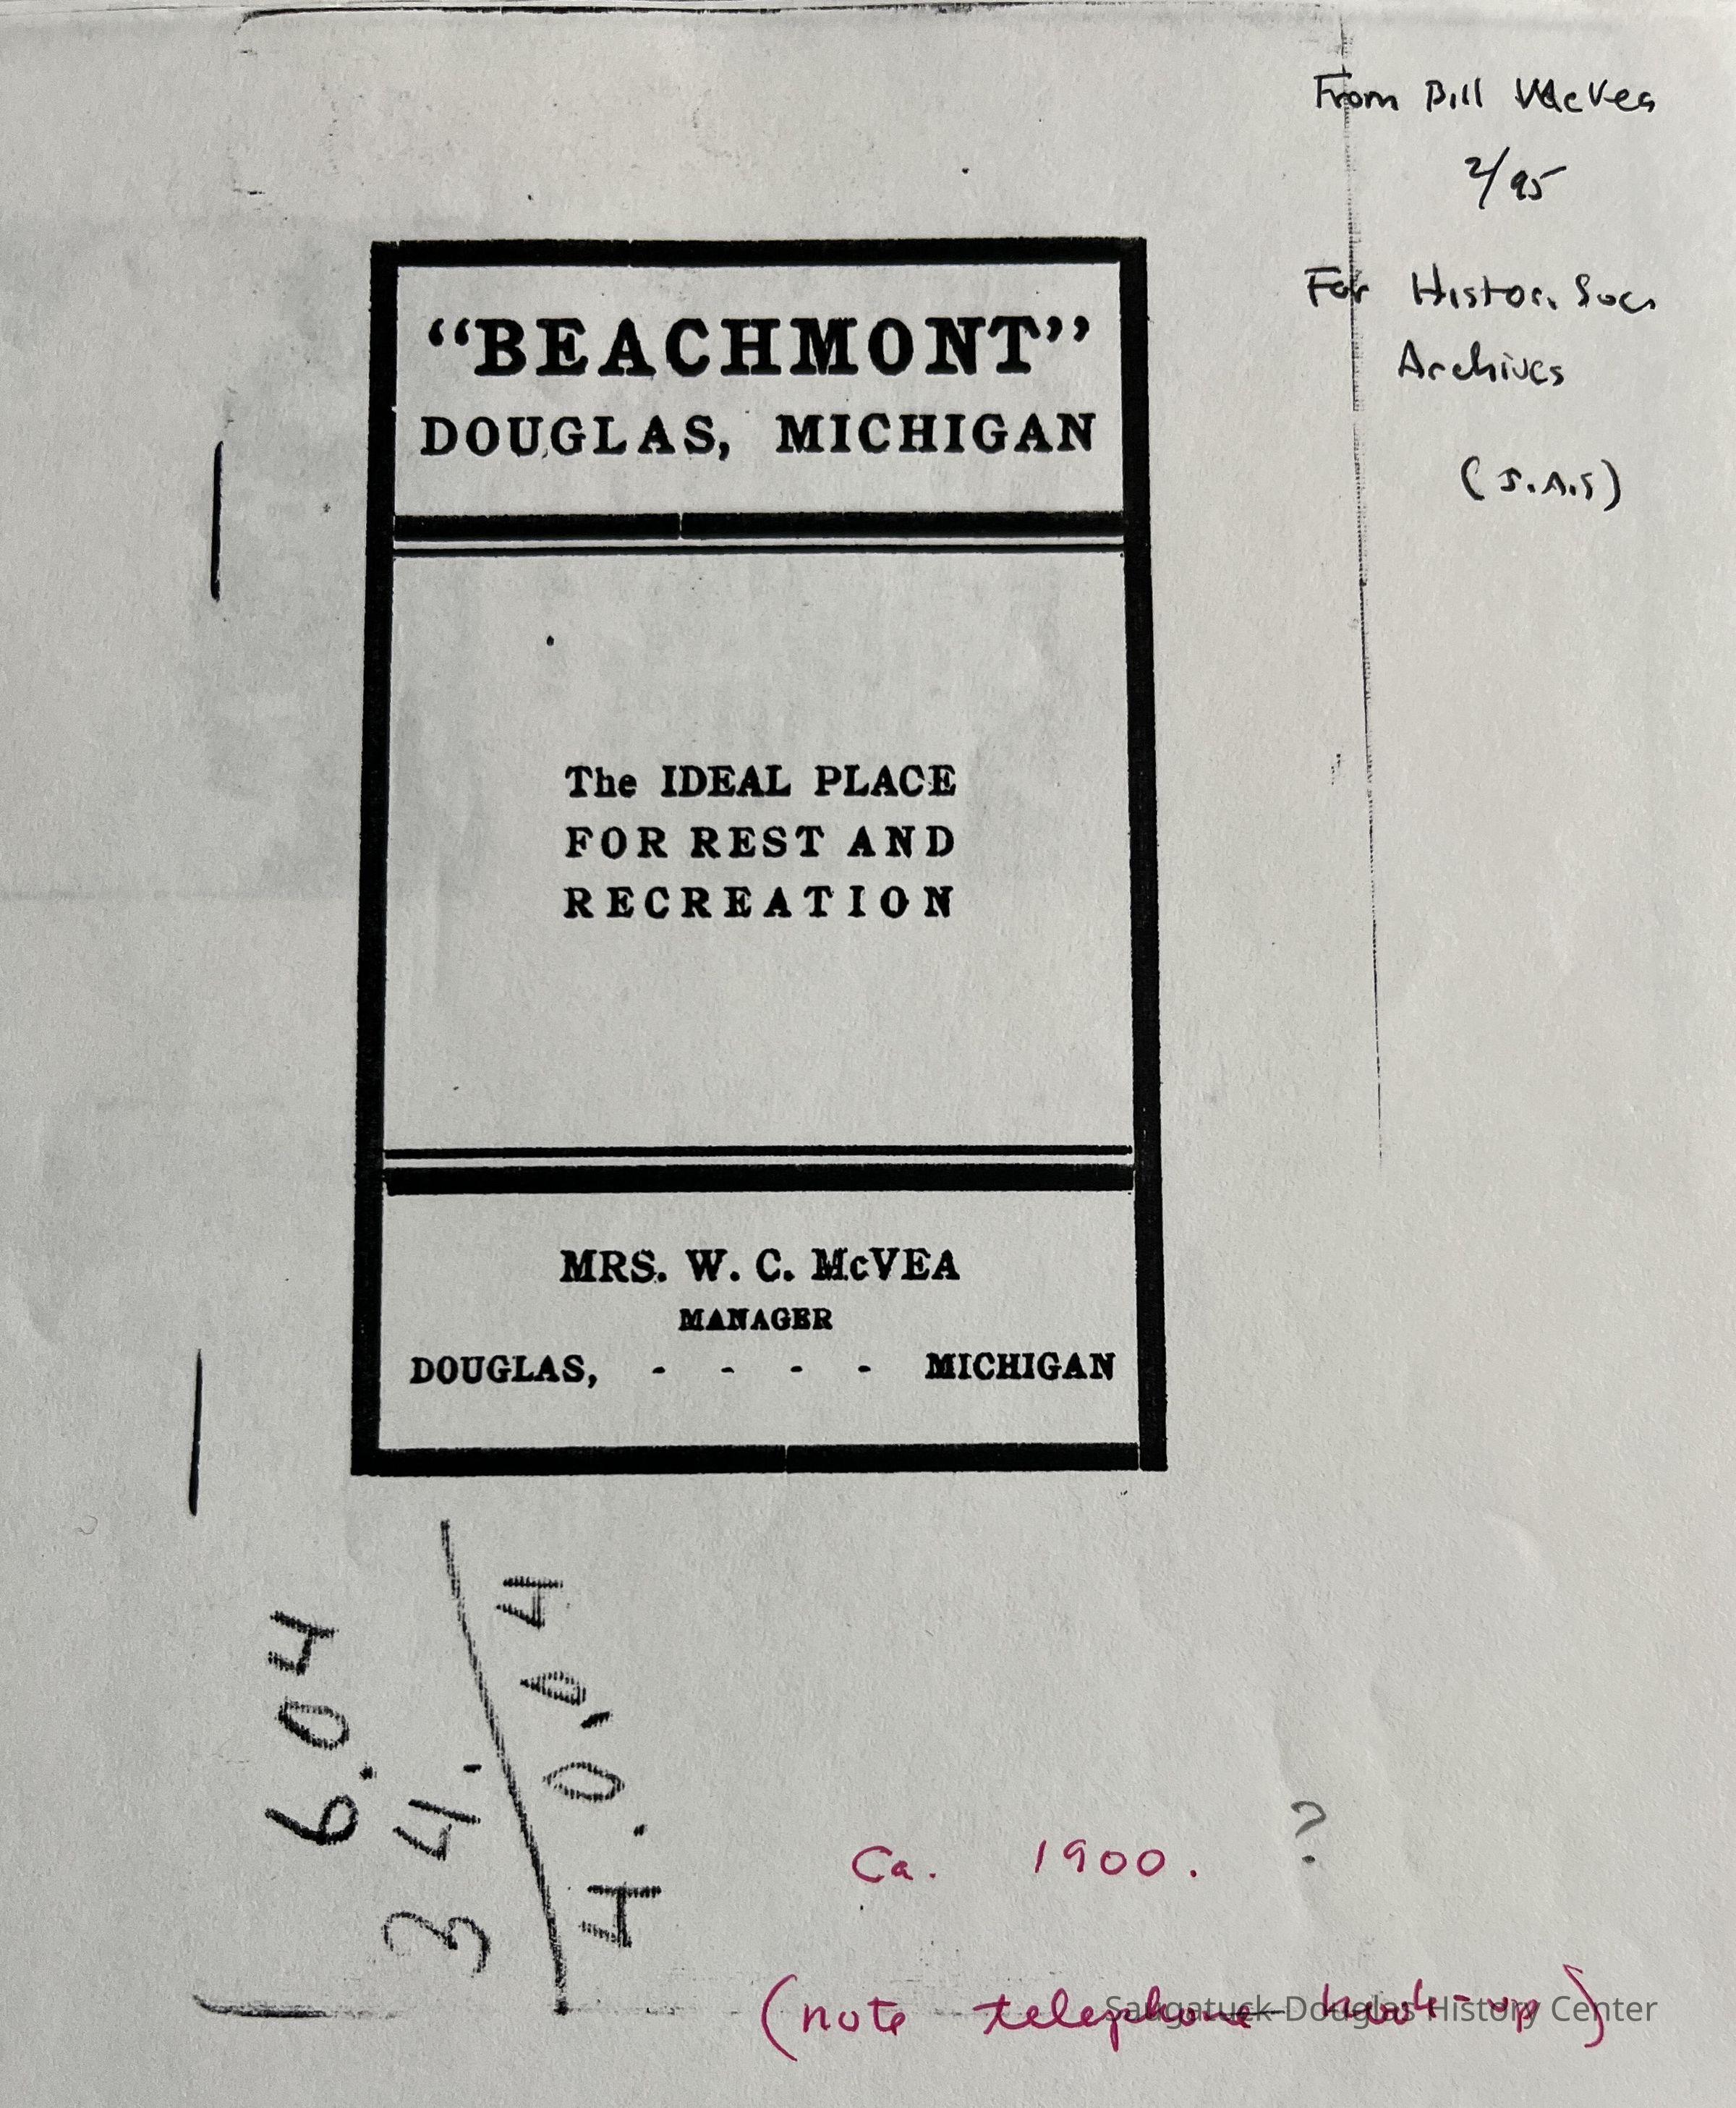 From Bill McVea
2/95
For Histor. Soc.
Archives
(J.A.S)
“BEACHMONT”
DOUGLAS, MICHIGAN
The IDEAL PLACE
FOR REST AND
RECREATION
MRS. W. C. McVEA
MANAGER
DOUGLAS, - - - - MICHIGAN
6.04
34.
4.0.04
Ca. 1900. ?
(note telephone hook-up)
Saugatuck-Douglas History Center